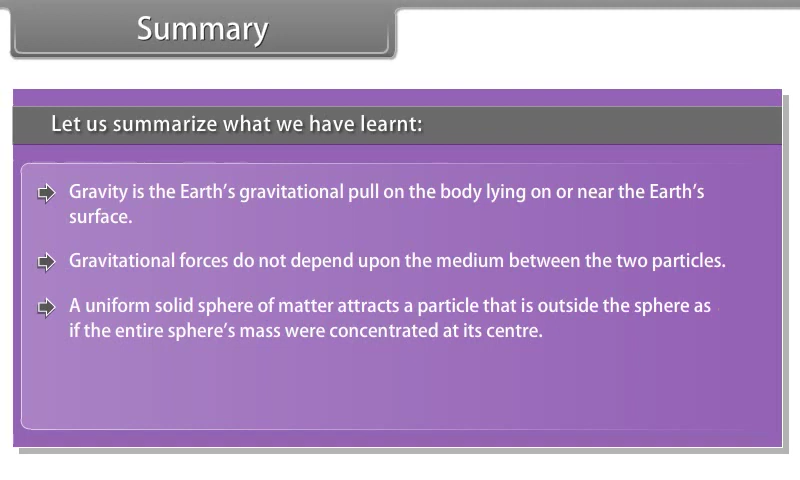 Summary
Let us summarize what we have learnt:
Gravity is the Earth’s gravitational pull on the body lying on or near the Earth’s
surface.
Gravitational forces do not depend upon the medium between the two particles.
A uniform solid sphere of matter attracts a particle that is outside the sphere as
if the entire sphere’s mass were concentrated at its centre.